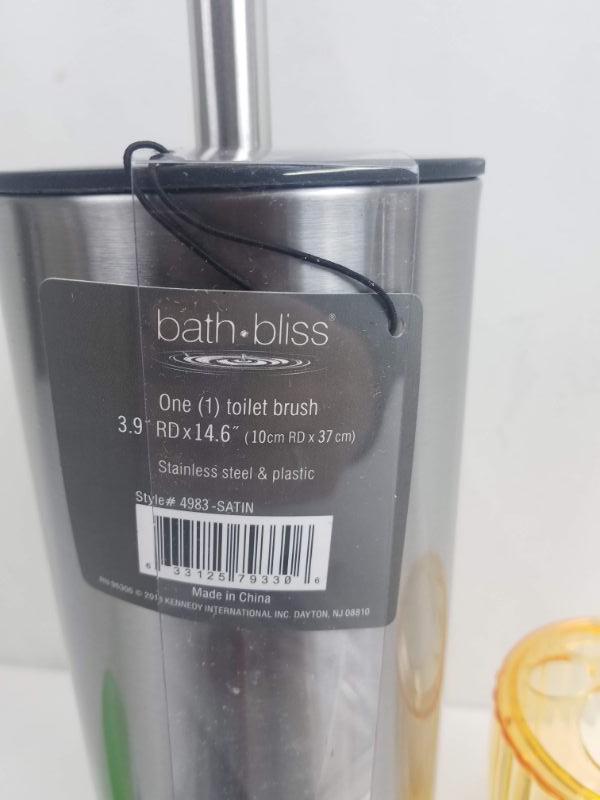 bath•bliss®
One (1) toilet brush
3.9" RD x 14.6" (10cm RD x 37cm)
Stainless steel & plastic
Style# 4983-SATIN
6 33125 79330 6
Made in China
© 2013 KENNEDY INTERNATIONAL INC. DAYTON, NJ 08810